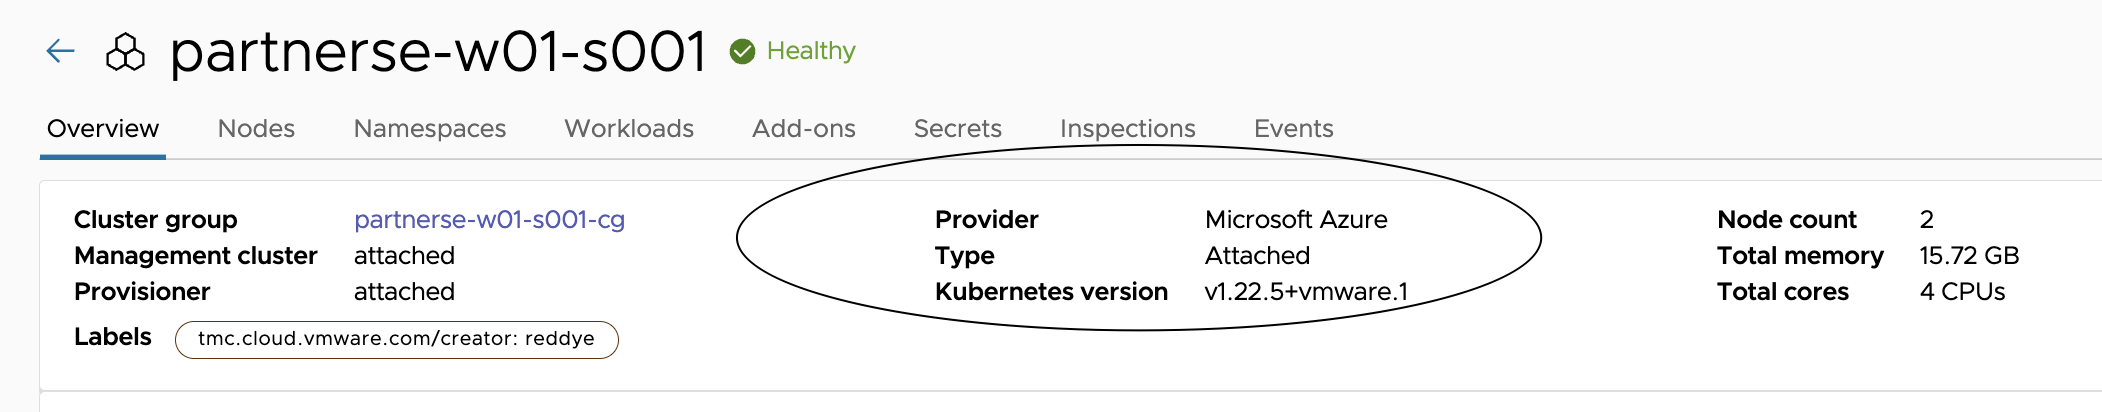 partnerse-w01-s001 Healthy
Overview Nodes Namespaces Workloads Add-ons Secrets Inspections Events
Cluster group partnerse-w01-s001-cg Provider Microsoft Azure Node count 2
Management cluster attached Type Attached Total memory 15.72 GB
Provisioner attached Kubernetes version v1.22.5+vmware.1 Total cores 4 CPUs
Labels tmc.cloud.vmware.com/creator: reddye